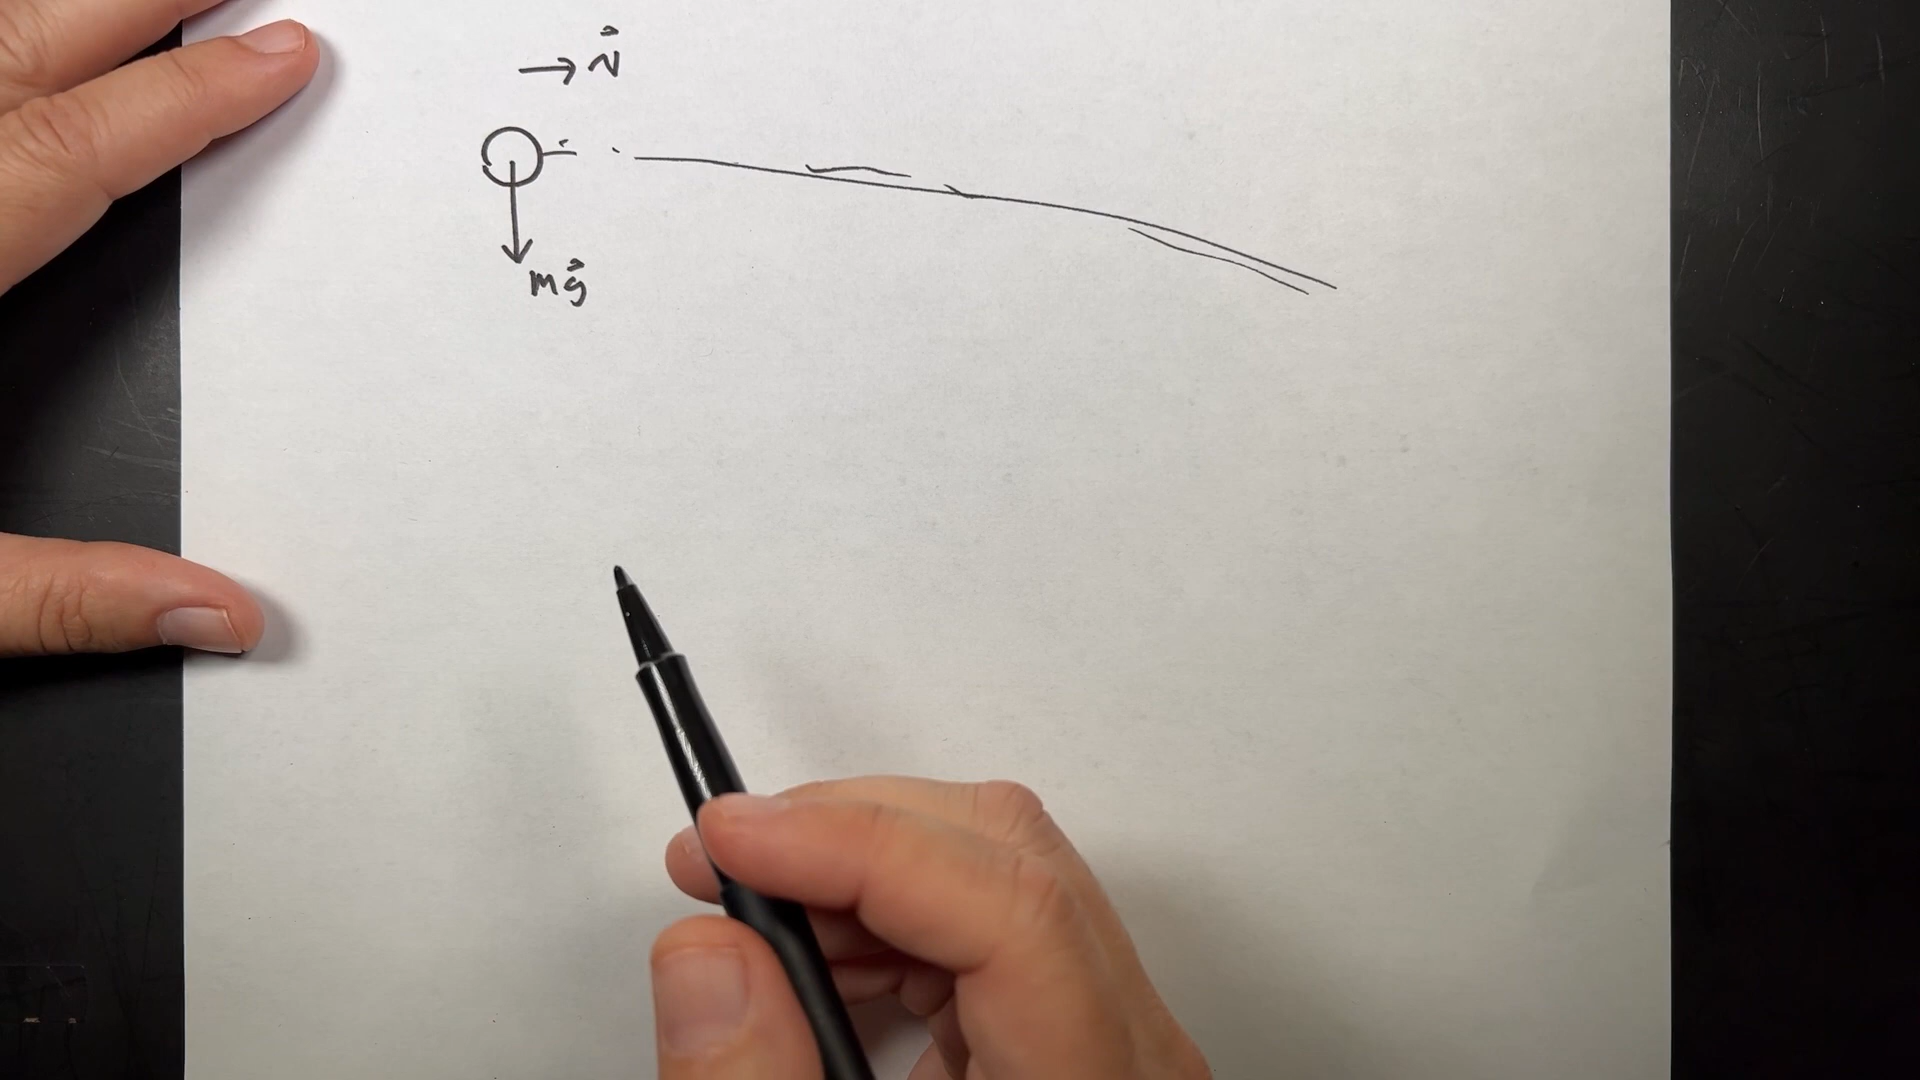 → v⃗
mg⃗